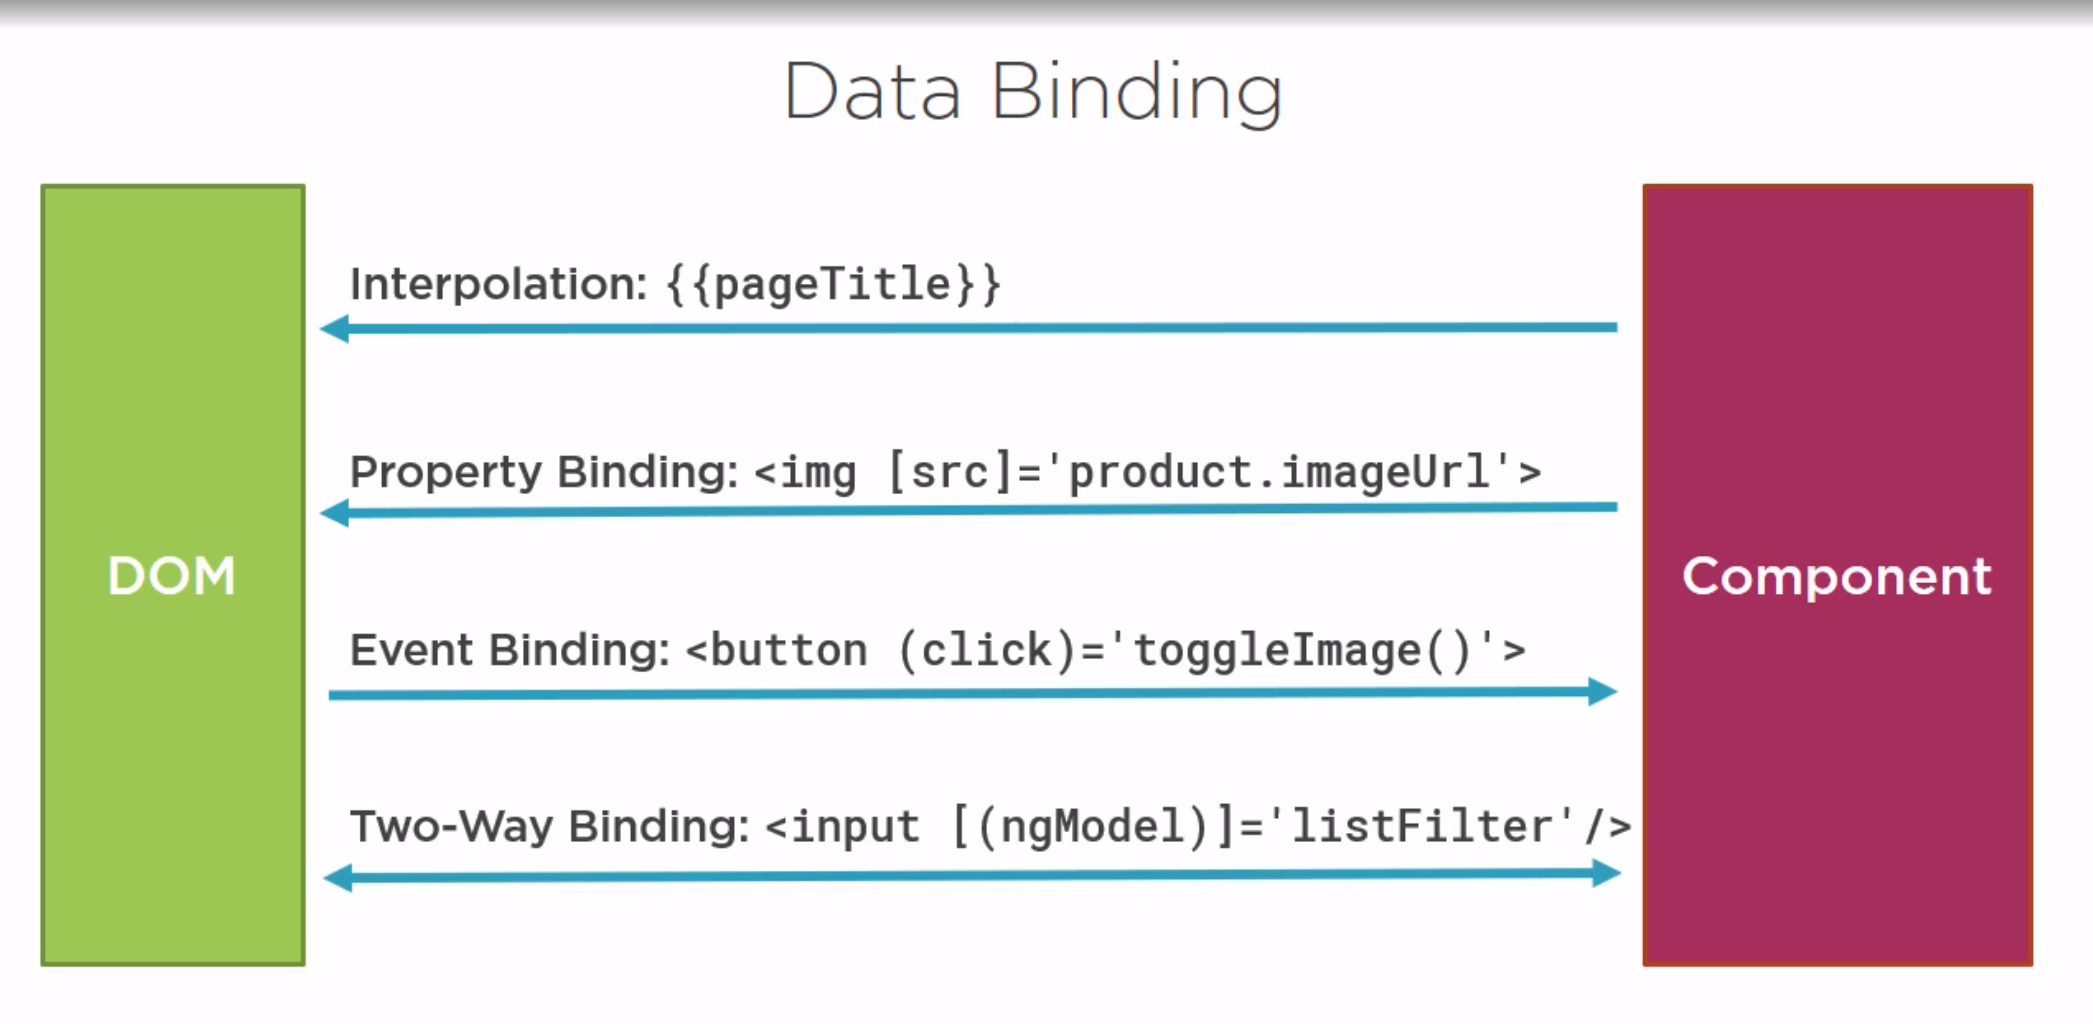 Data Binding
Interpolation: {{pageTitle}}
Property Binding: <img [src]='product.imageUrl'>
DOM
Component
Event Binding: <button (click)='toggleImage()'>
Two-Way Binding: <input [(ngModel)]='listFilter'/>